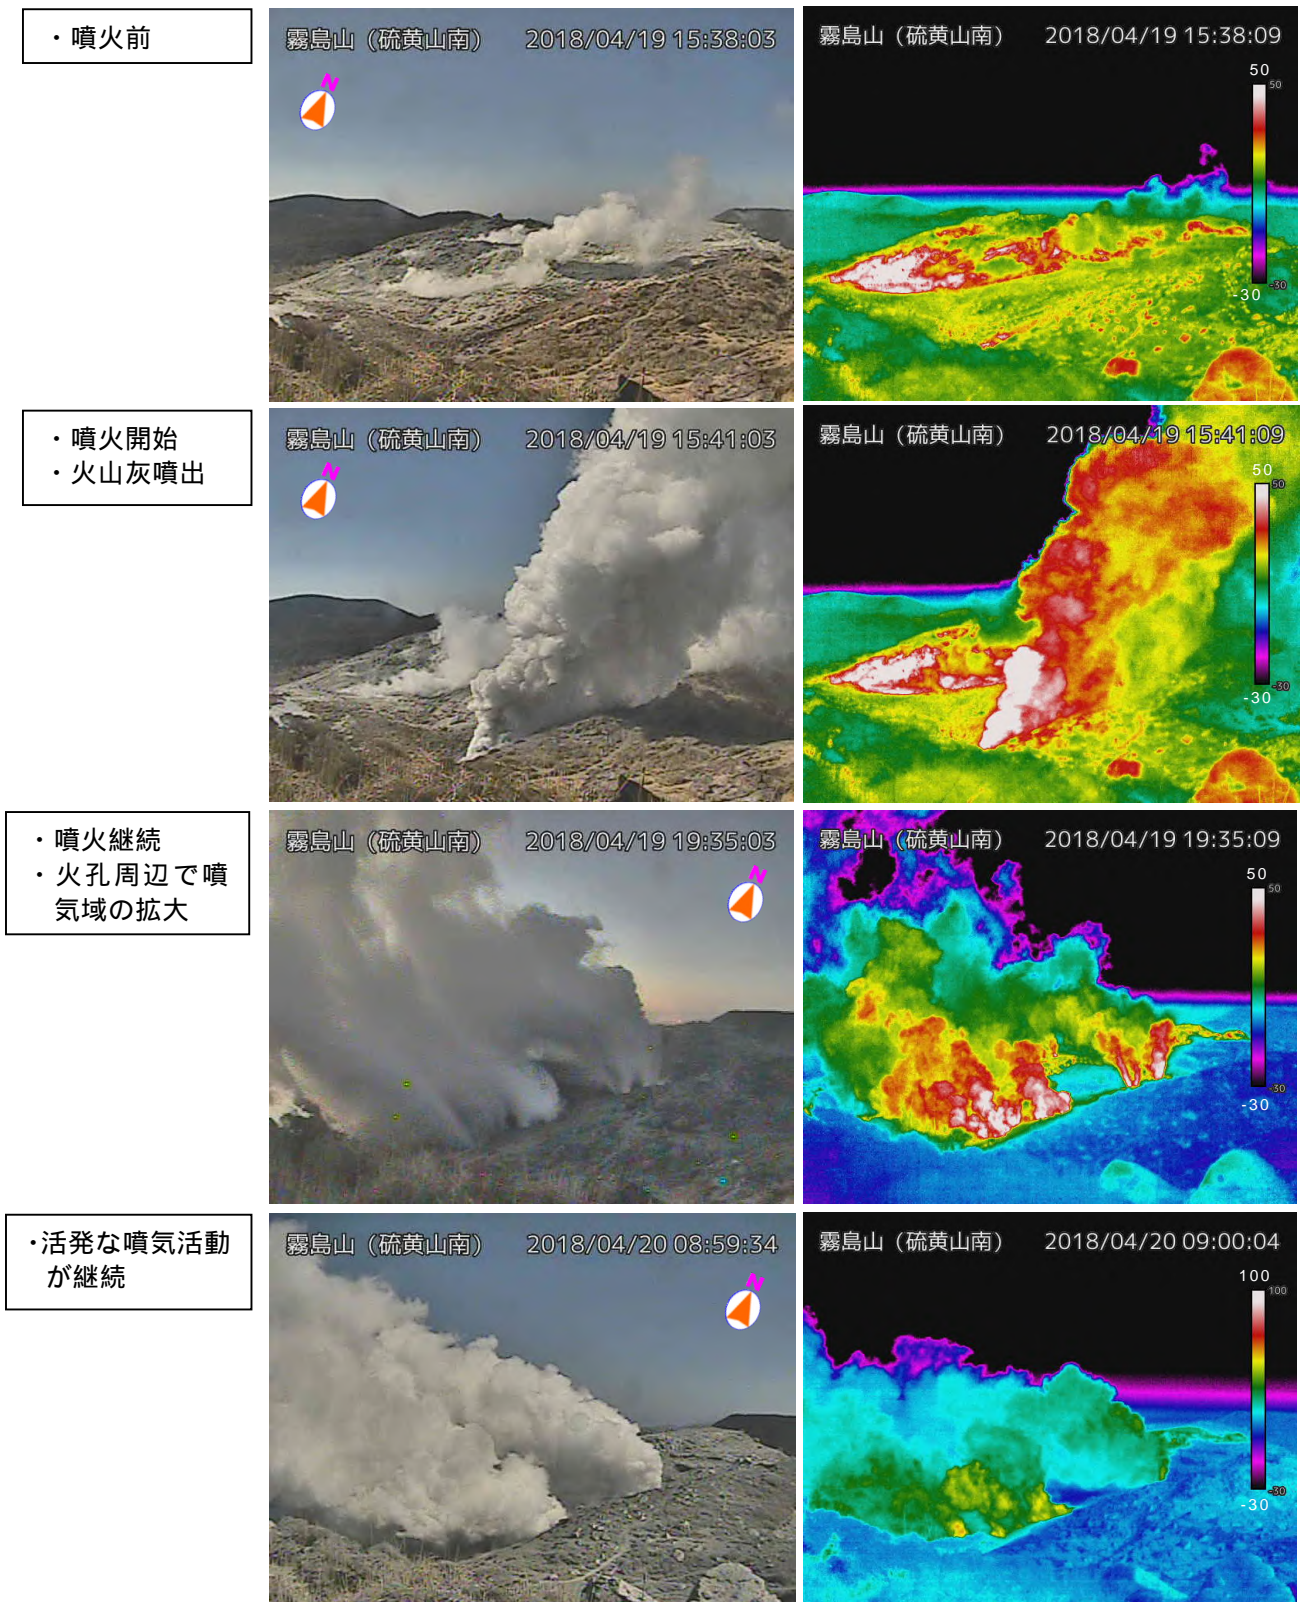 ・噴火前
霧島山（硫黄山南） 2018/04/19 15:38:03
N
霧島山（硫黄山南） 2018/04/19 15:38:09
50
50
-30
-30
・噴火開始
・火山灰噴出
霧島山（硫黄山南） 2018/04/19 15:41:03
N
霧島山（硫黄山南） 2018/04/19 15:41:09
50
50
-30
-30
・噴火継続
・火孔周辺で噴
気域の拡大
霧島山（硫黄山南） 2018/04/19 19:35:03
N
霧島山（硫黄山南） 2018/04/19 19:35:09
50
50
-30
-30
・活発な噴気活動
が継続
霧島山（硫黄山南） 2018/04/20 08:59:34
N
霧島山（硫黄山南） 2018/04/20 09:00:04
100
100
-30
-30